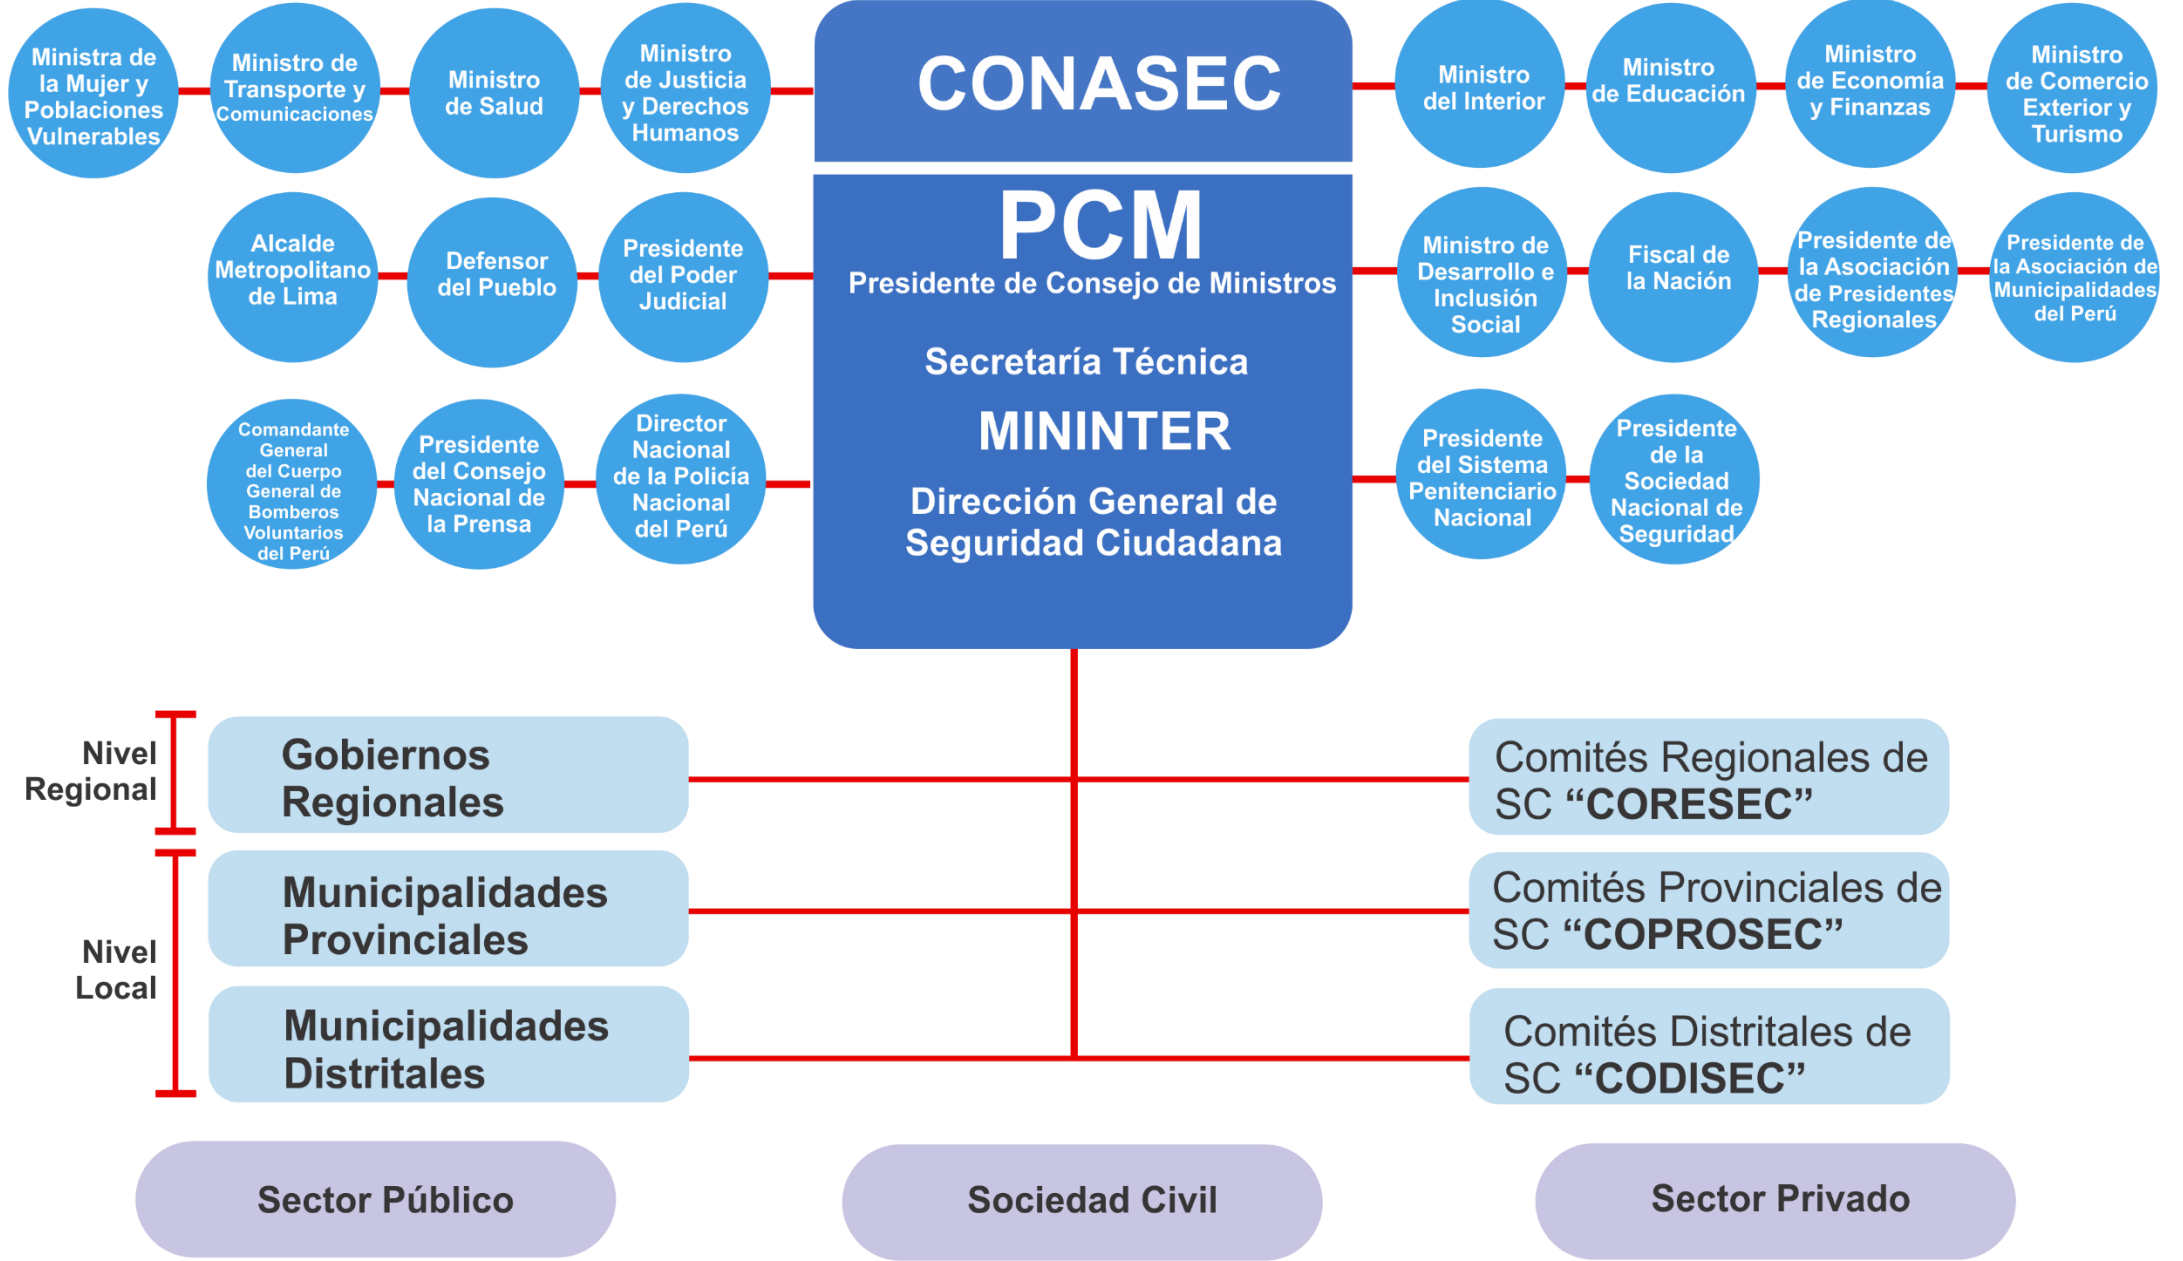 Ministra de
la Mujer y
Poblaciones
Vulnerables
Ministro de
Transporte y
Comunicaciones
Ministro
de Salud
Ministro
de Justicia
y Derechos
Humanos
CONASEC
Ministro
del Interior
Ministro
de Educación
Ministro
de Economía
y Finanzas
Ministro
de Comercio
Exterior y
Turismo
Alcalde
Metropolitano
de Lima
Defensor
del Pueblo
Presidente
del Poder
Judicial
PCM
Presidente de Consejo de Ministros
Secretaría Técnica
MININTER
Dirección General de
Seguridad Ciudadana
Ministro de
Desarrollo e
Inclusión
Social
Fiscal de
la Nación
Presidente de
la Asociación
de Presidentes
Regionales
Presidente de
la Asociación de
Municipalidades
del Perú
Comandante
General
del Cuerpo
General de
Bomberos
Voluntarios
del Perú
Presidente
del Consejo
Nacional de
la Prensa
Director
Nacional
de la Policía
Nacional
del Perú
Presidente
del Sistema
Penitenciario
Nacional
Presidente
de la
Sociedad
Nacional de
Seguridad
Nivel
Regional
Gobiernos
Regionales
Comités Regionales de
SC “CORESEC”
Nivel
Local
Municipalidades
Provinciales
Comités Provinciales de
SC “COPROSEC”
Municipalidades
Distritales
Comités Distritales de
SC “CODISEC”
Sector Público
Sociedad Civil
Sector Privado